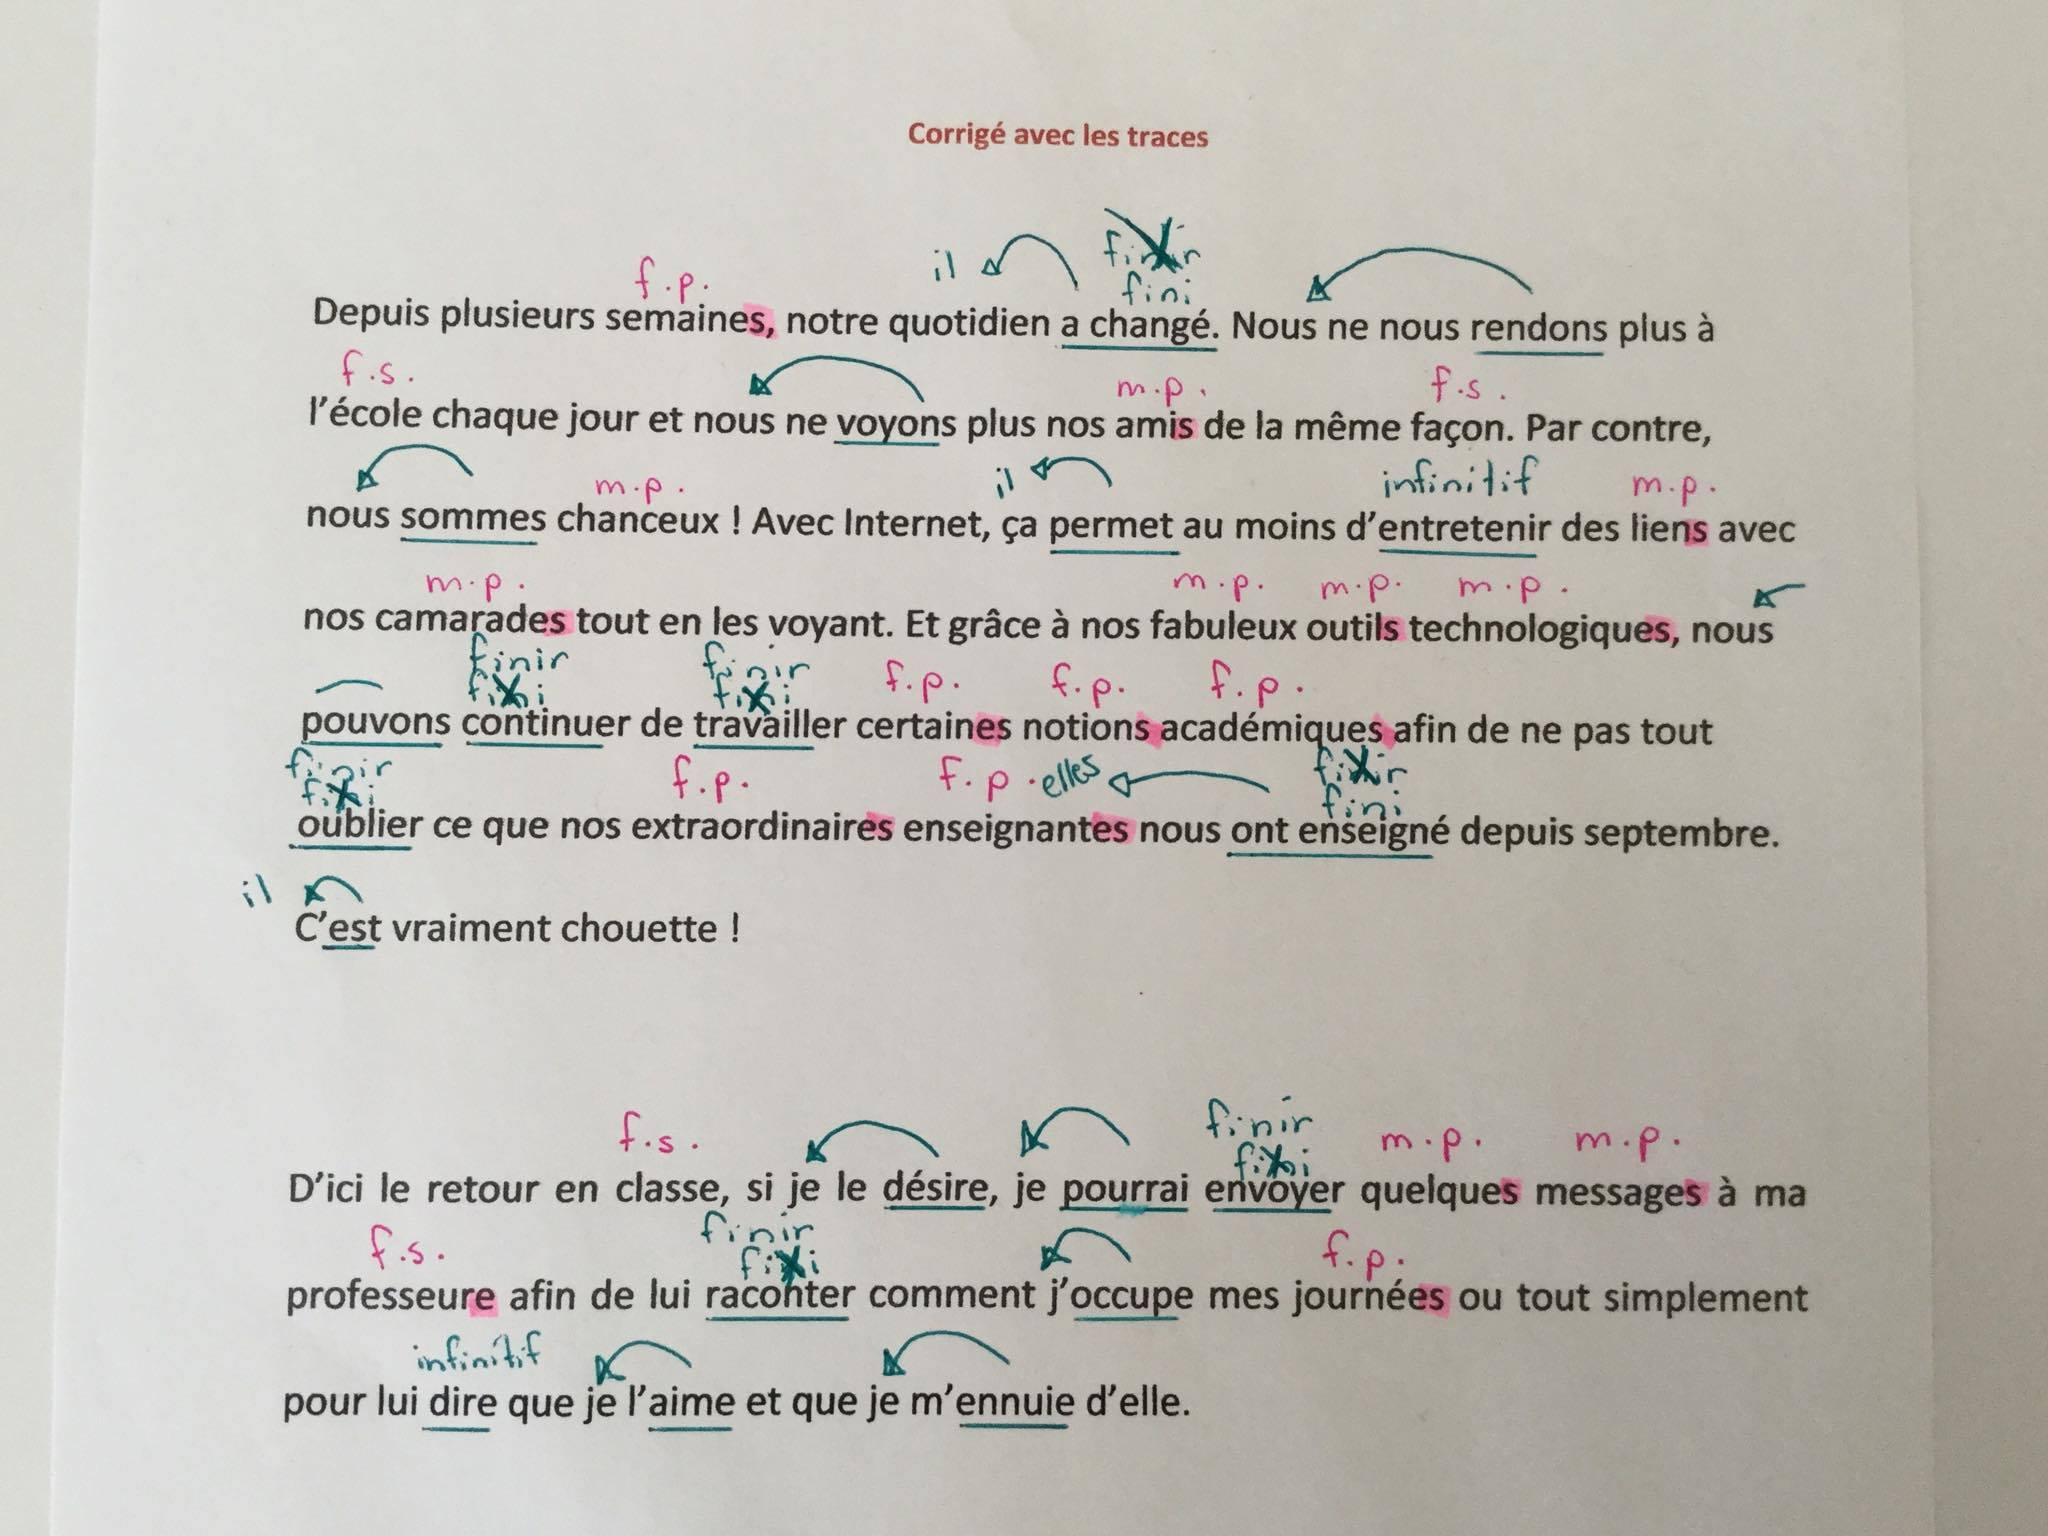 Corrigé avec les traces
f.p. il finir
fini
Depuis plusieurs semaines, notre quotidien a changé. Nous ne nous rendons plus à
f.s. m.p. f.s.
l'école chaque jour et nous ne voyons plus nos amis de la même façon. Par contre,
m.p. il infinitif m.p.
nous sommes chanceux ! Avec Internet, ça permet au moins d'entretenir des liens avec
m.p. m.p. m.p. m.p.
nos camarades tout en les voyant. Et grâce à nos fabuleux outils technologiques, nous
finir finir f.p. f.p. f.p.
fini fini
pouvons continuer de travailler certaines notions académiques afin de ne pas tout
finir f.p. f.p. elles finir
fini fini
oublier ce que nos extraordinaires enseignantes nous ont enseigné depuis septembre.
il
C'est vraiment chouette !
f.s. finir m.p. m.p.
fini
D'ici le retour en classe, si je le désire, je pourrai envoyer quelques messages à ma
f.s. finir f.p.
fini
professeure afin de lui raconter comment j'occupe mes journées ou tout simplement
infinitif
pour lui dire que je l'aime et que je m'ennuie d'elle.